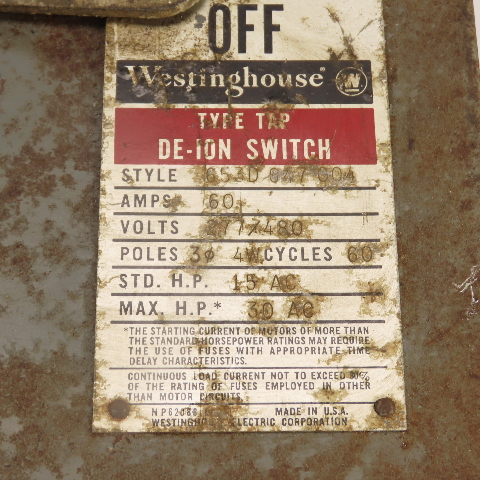 OFF
Westinghouse W
TYPE TAP
DE-ION SWITCH
STYLE
AMPS 60
VOLTS 277/480
POLES 3ø 4W CYCLES 60
STD. H.P. 15 AC
MAX. H.P.* 30 AC
*THE STARTING CURRENT OF MOTORS OF MORE THAN
THE STANDARD HORSEPOWER RATINGS MAY REQUIRE
THE USE OF FUSES WITH APPROPRIATE TIME
DELAY CHARACTERISTICS.
CONTINUOUS LOAD CURRENT NOT TO EXCEED 80%
OF THE RATING OF FUSES EMPLOYED IN OTHER
THAN MOTOR CIRCUITS.
MADE IN U.S.A.
WESTINGHOUSE ELECTRIC CORPORATION